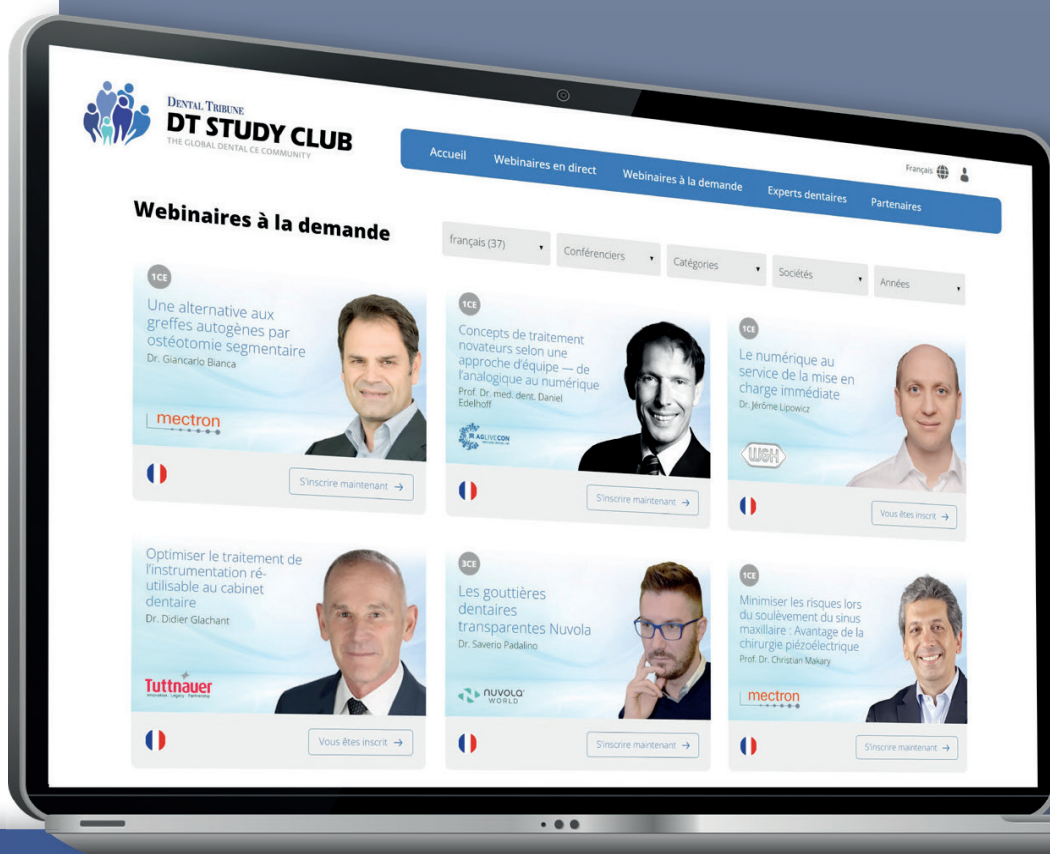 DENTAL TRIBUNE
DT STUDY CLUB
THE GLOBAL DENTAL CE COMMUNITY
Français
Accueil
Webinaires en direct
Webinaires à la demande
Experts dentaires
Partenaires
Webinaires à la demande
français (37)
Conférenciers
Catégories
Sociétés
Années
1CE
Une alternative aux
greffes autogènes par
ostéotomie segmentaire
Dr. Giancarlo Bianca
mectron
S'inscrire maintenant →
1CE
Concepts de traitement
novateurs selon une
approche d'équipe — de
l'analogique au numérique
Prof. Dr. med. dent. Daniel
Edelhoff
AGLIVECON
S'inscrire maintenant →
1CE
Le numérique au
service de la mise en
charge immédiate
Dr. Jérôme Lipowicz
W&H
Vous êtes inscrit →
Optimiser le traitement de
l'instrumentation ré-
utilisable au cabinet
dentaire
Dr. Didier Glachant
Tuttnauer
Vous êtes inscrit →
3CE
Les gouttières
dentaires
transparentes Nuvola
Dr. Saverio Padalino
NUVOLA
WORLD
S'inscrire maintenant →
1CE
Minimiser les risques lors
du soulèvement du sinus
maxillaire : Avantage de la
chirurgie piézoélectrique
Prof. Dr. Christian Makary
mectron
S'inscrire maintenant →